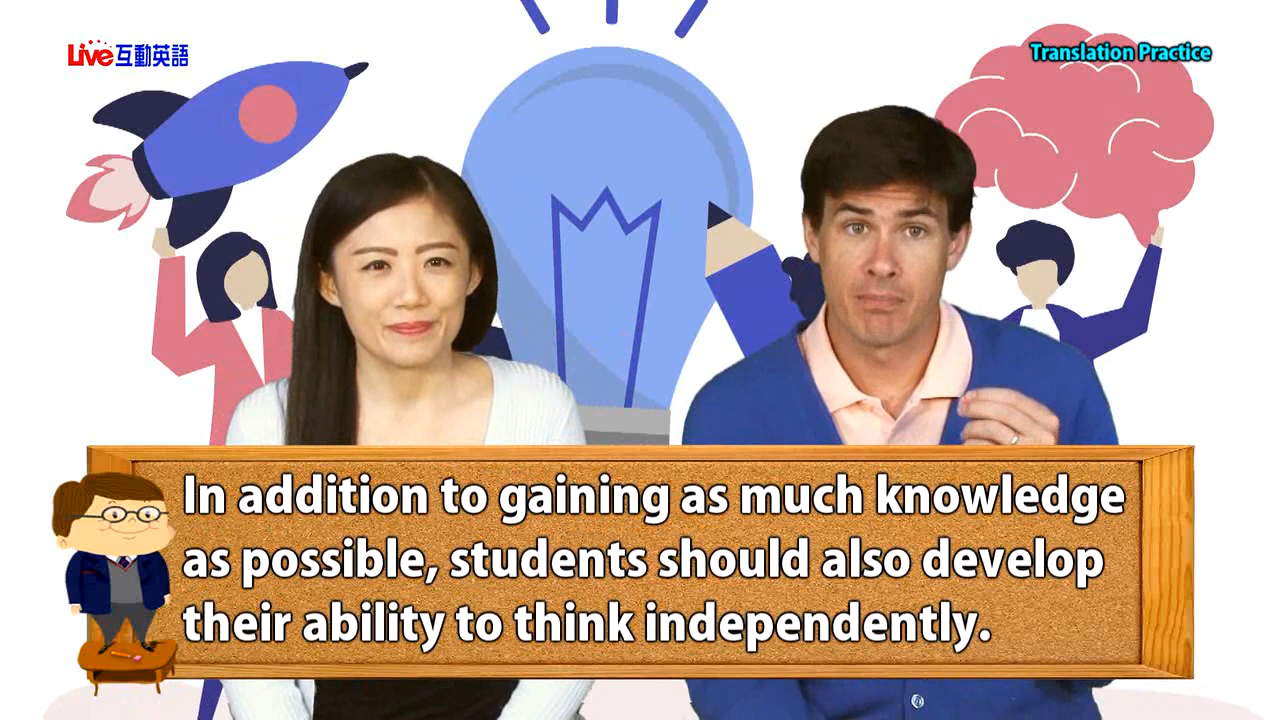 Live互動英語
Translation Practice
In addition to gaining as much knowledge
as possible, students should also develop
their ability to think independently.